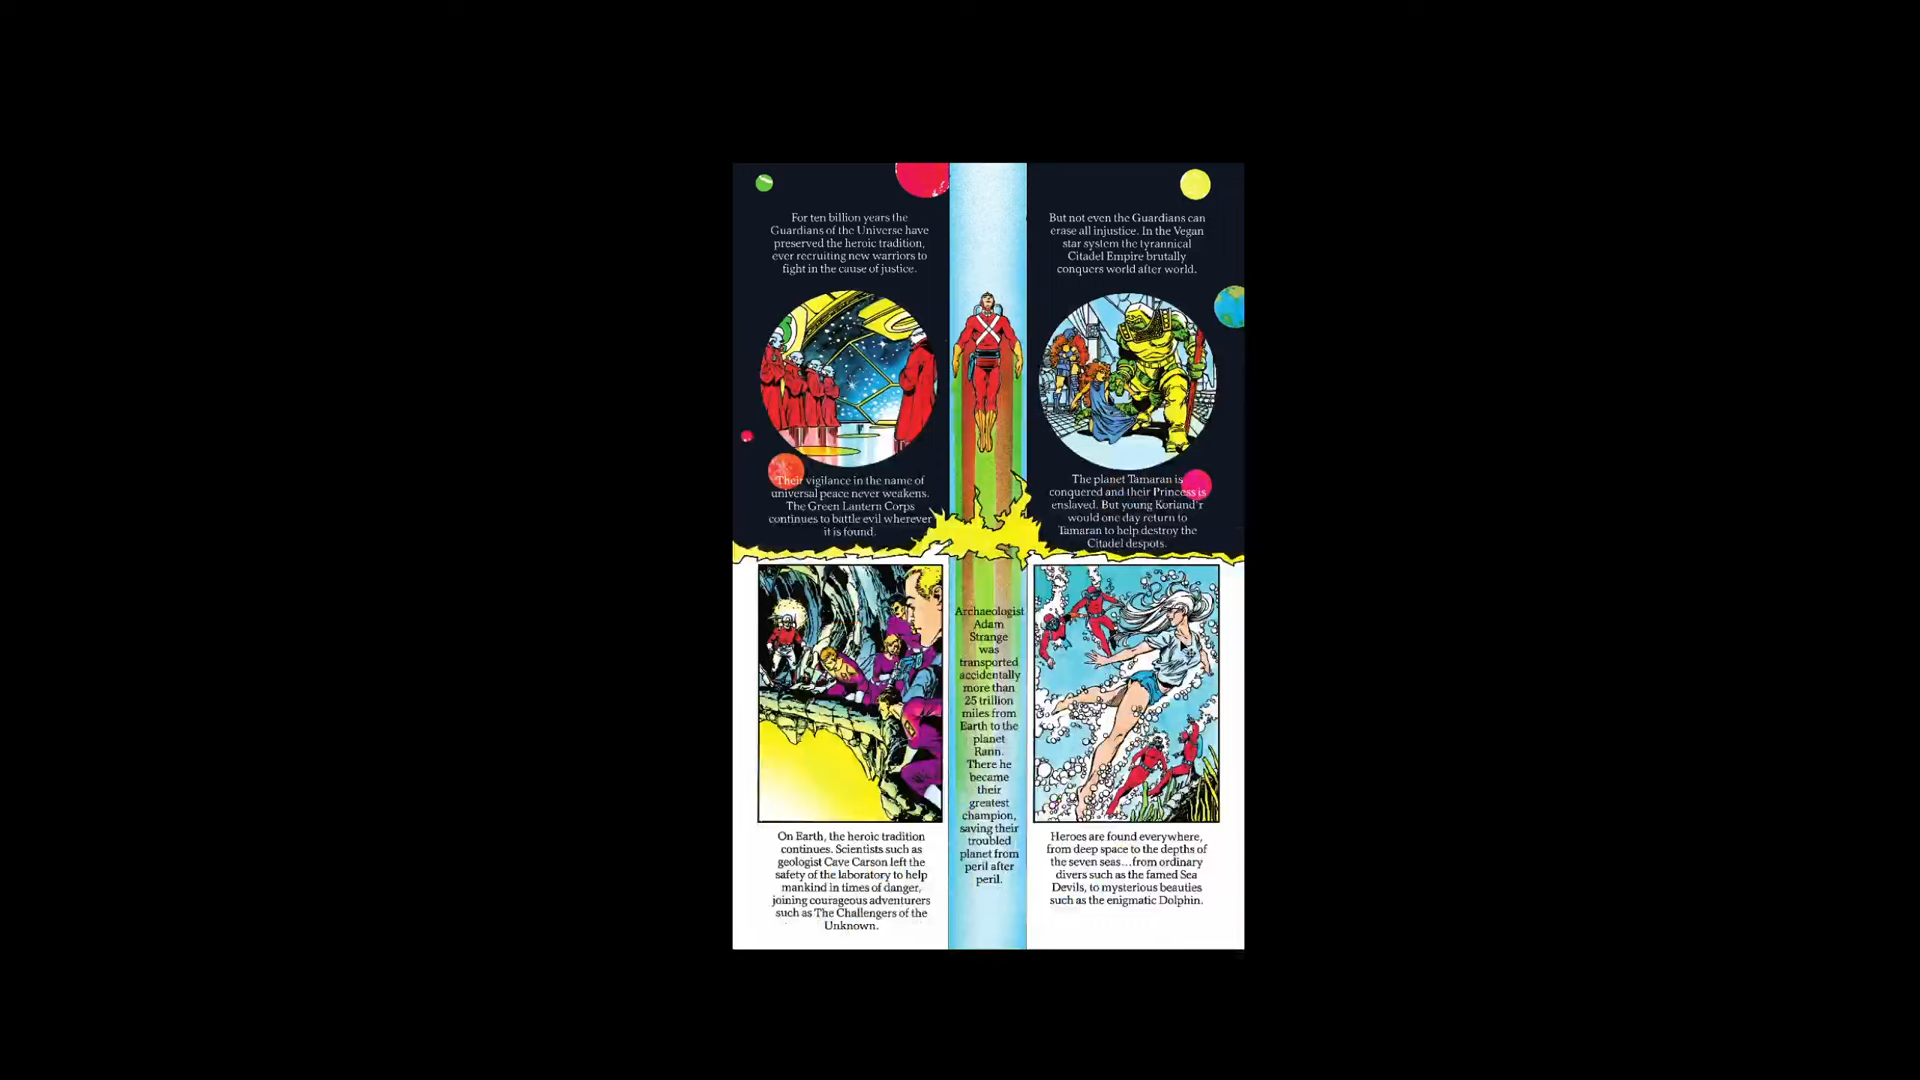 For ten billion years the
Guardians of the Universe have
preserved the heroic tradition,
ever recruiting new warriors to
fight in the cause of justice.
Their vigilance in the name of
universal peace never weakens.
The Green Lantern Corps
continues to battle evil wherever
it is found.
But not even the Guardians can
erase all injustice. In the Vegan
star system the tyrannical
Citadel Empire brutally
conquers world after world.
The planet Tamaran is
conquered and their Princess is
enslaved. But young Koriand'r
would one day return to
Tamaran to help destroy the
Citadel despots.
On Earth, the heroic tradition
continues. Scientists such as
geologist Cave Carson left the
safety of the laboratory to help
mankind in times of danger,
joining courageous adventurers
such as The Challengers of the
Unknown.
Archaeologist
Adam
Strange
was
transported
accidentally
more than
25 trillion
miles from
Earth to the
planet
Rann.
There he
became
their
greatest
champion,
saving their
troubled
planet from
peril after
peril.
Heroes are found everywhere,
from deep space to the depths of
the seven seas...from ordinary
divers such as the famed Sea
Devils, to mysterious beauties
such as the enigmatic Dolphin.